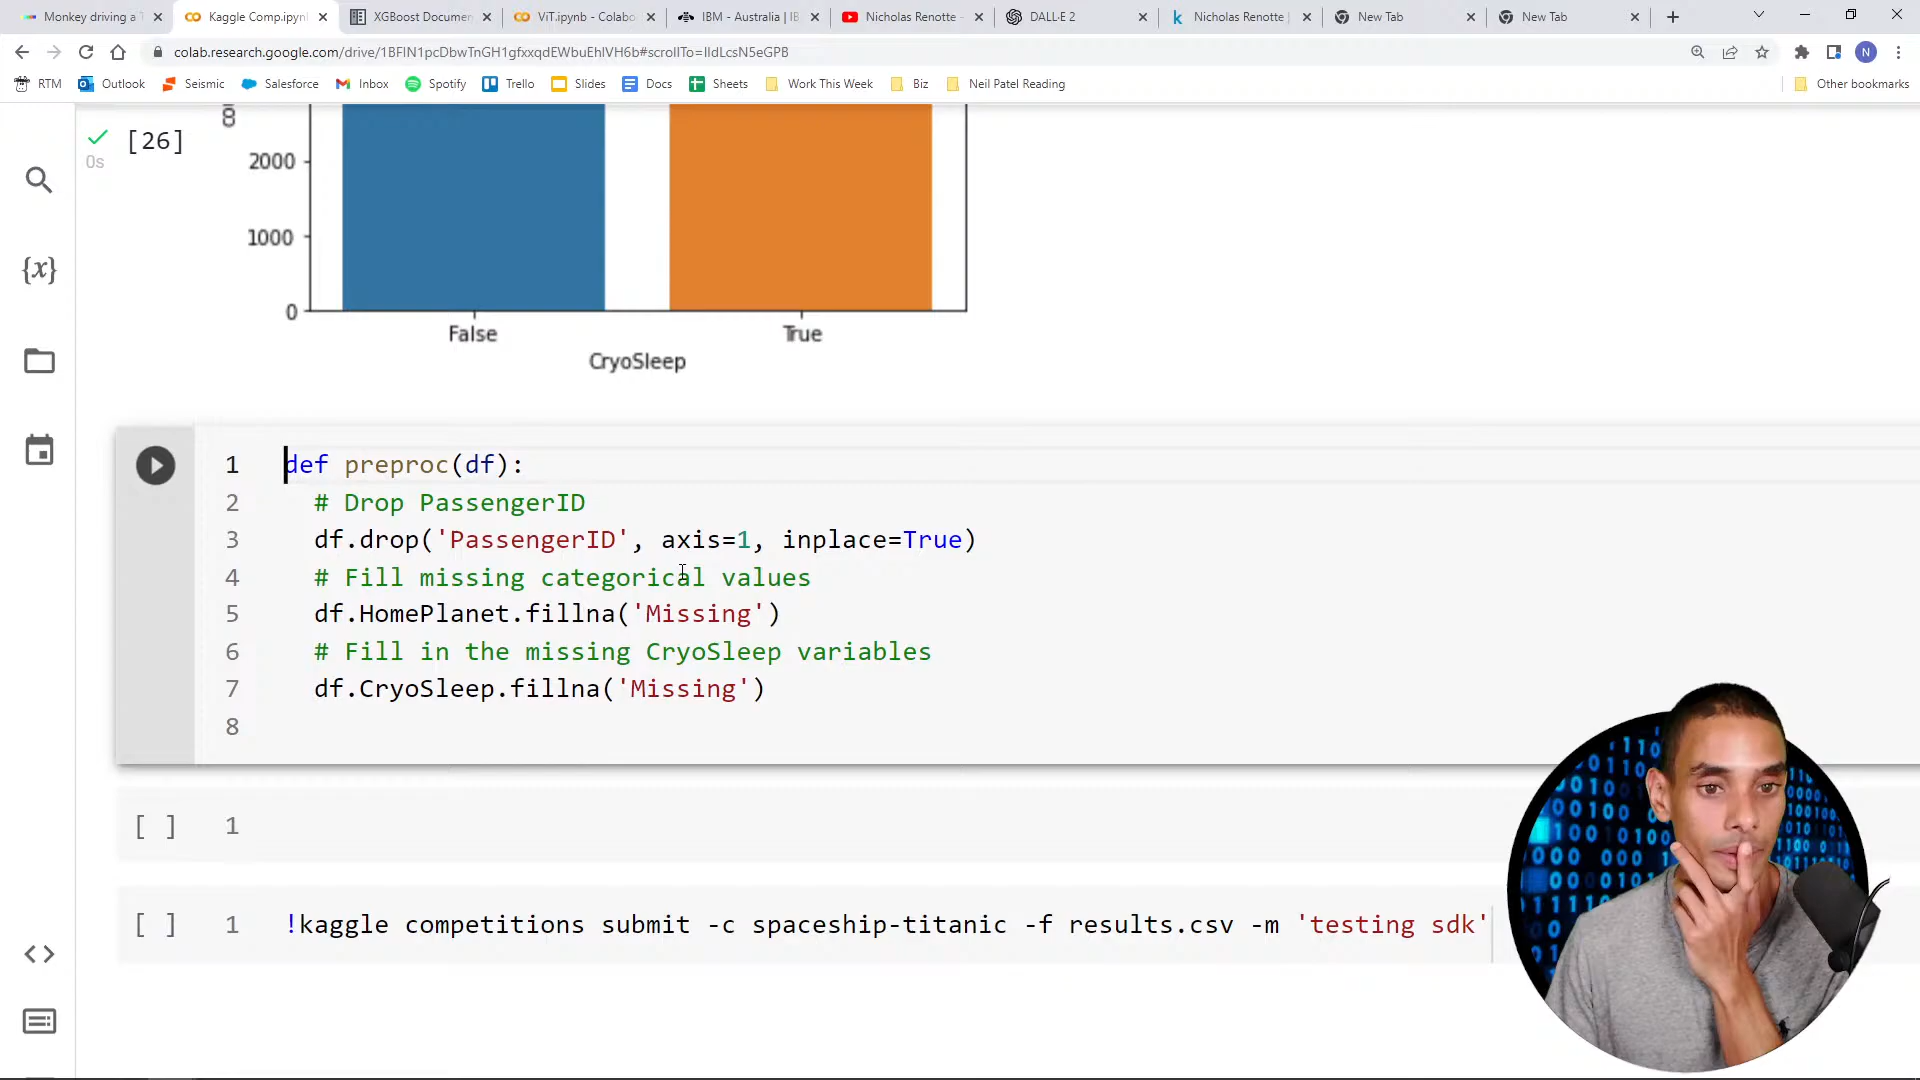 Monkey driving a T
Kaggle Comp.ipynb
XGBoost Documen
ViT.ipynb - Colabo
IBM - Australia | IB
Nicholas Renotte -
DALL·E 2
Nicholas Renotte |
New Tab
New Tab
colab.research.google.com/drive/1BFIN1pcDbwTnGH1gfxxqdEWbuEhlVH6b#scrollTo=IldLcsN5eGPB
N
RTM
Outlook
Seismic
Salesforce
Inbox
Spotify
Trello
Slides
Docs
Sheets
Work This Week
Biz
Neil Patel Reading
Other bookmarks
[26]
0s
2000
1000
0
False
True
CryoSleep
{x}
1 def preproc(df):
2 # Drop PassengerID
3 df.drop('PassengerID', axis=1, inplace=True)
4 # Fill missing categorical values
5 df.HomePlanet.fillna('Missing')
6 # Fill in the missing CryoSleep variables
7 df.CryoSleep.fillna('Missing')
8
[ ] 1
[ ] 1 !kaggle competitions submit -c spaceship-titanic -f results.csv -m 'testing sdk'